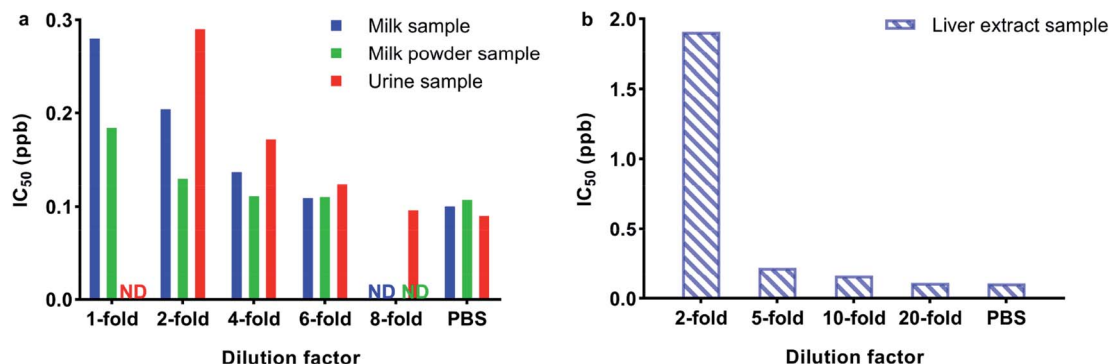 a
Milk sample
Milk powder sample
Urine sample
IC50 (ppb)
0.3
0.2
0.1
0.0
ND
ND ND
1-fold 2-fold 4-fold 6-fold 8-fold PBS
Dilution factor
b
Liver extract sample
IC50 (ppb)
2.0
1.5
1.0
0.5
0.0
2-fold 5-fold 10-fold 20-fold PBS
Dilution factor